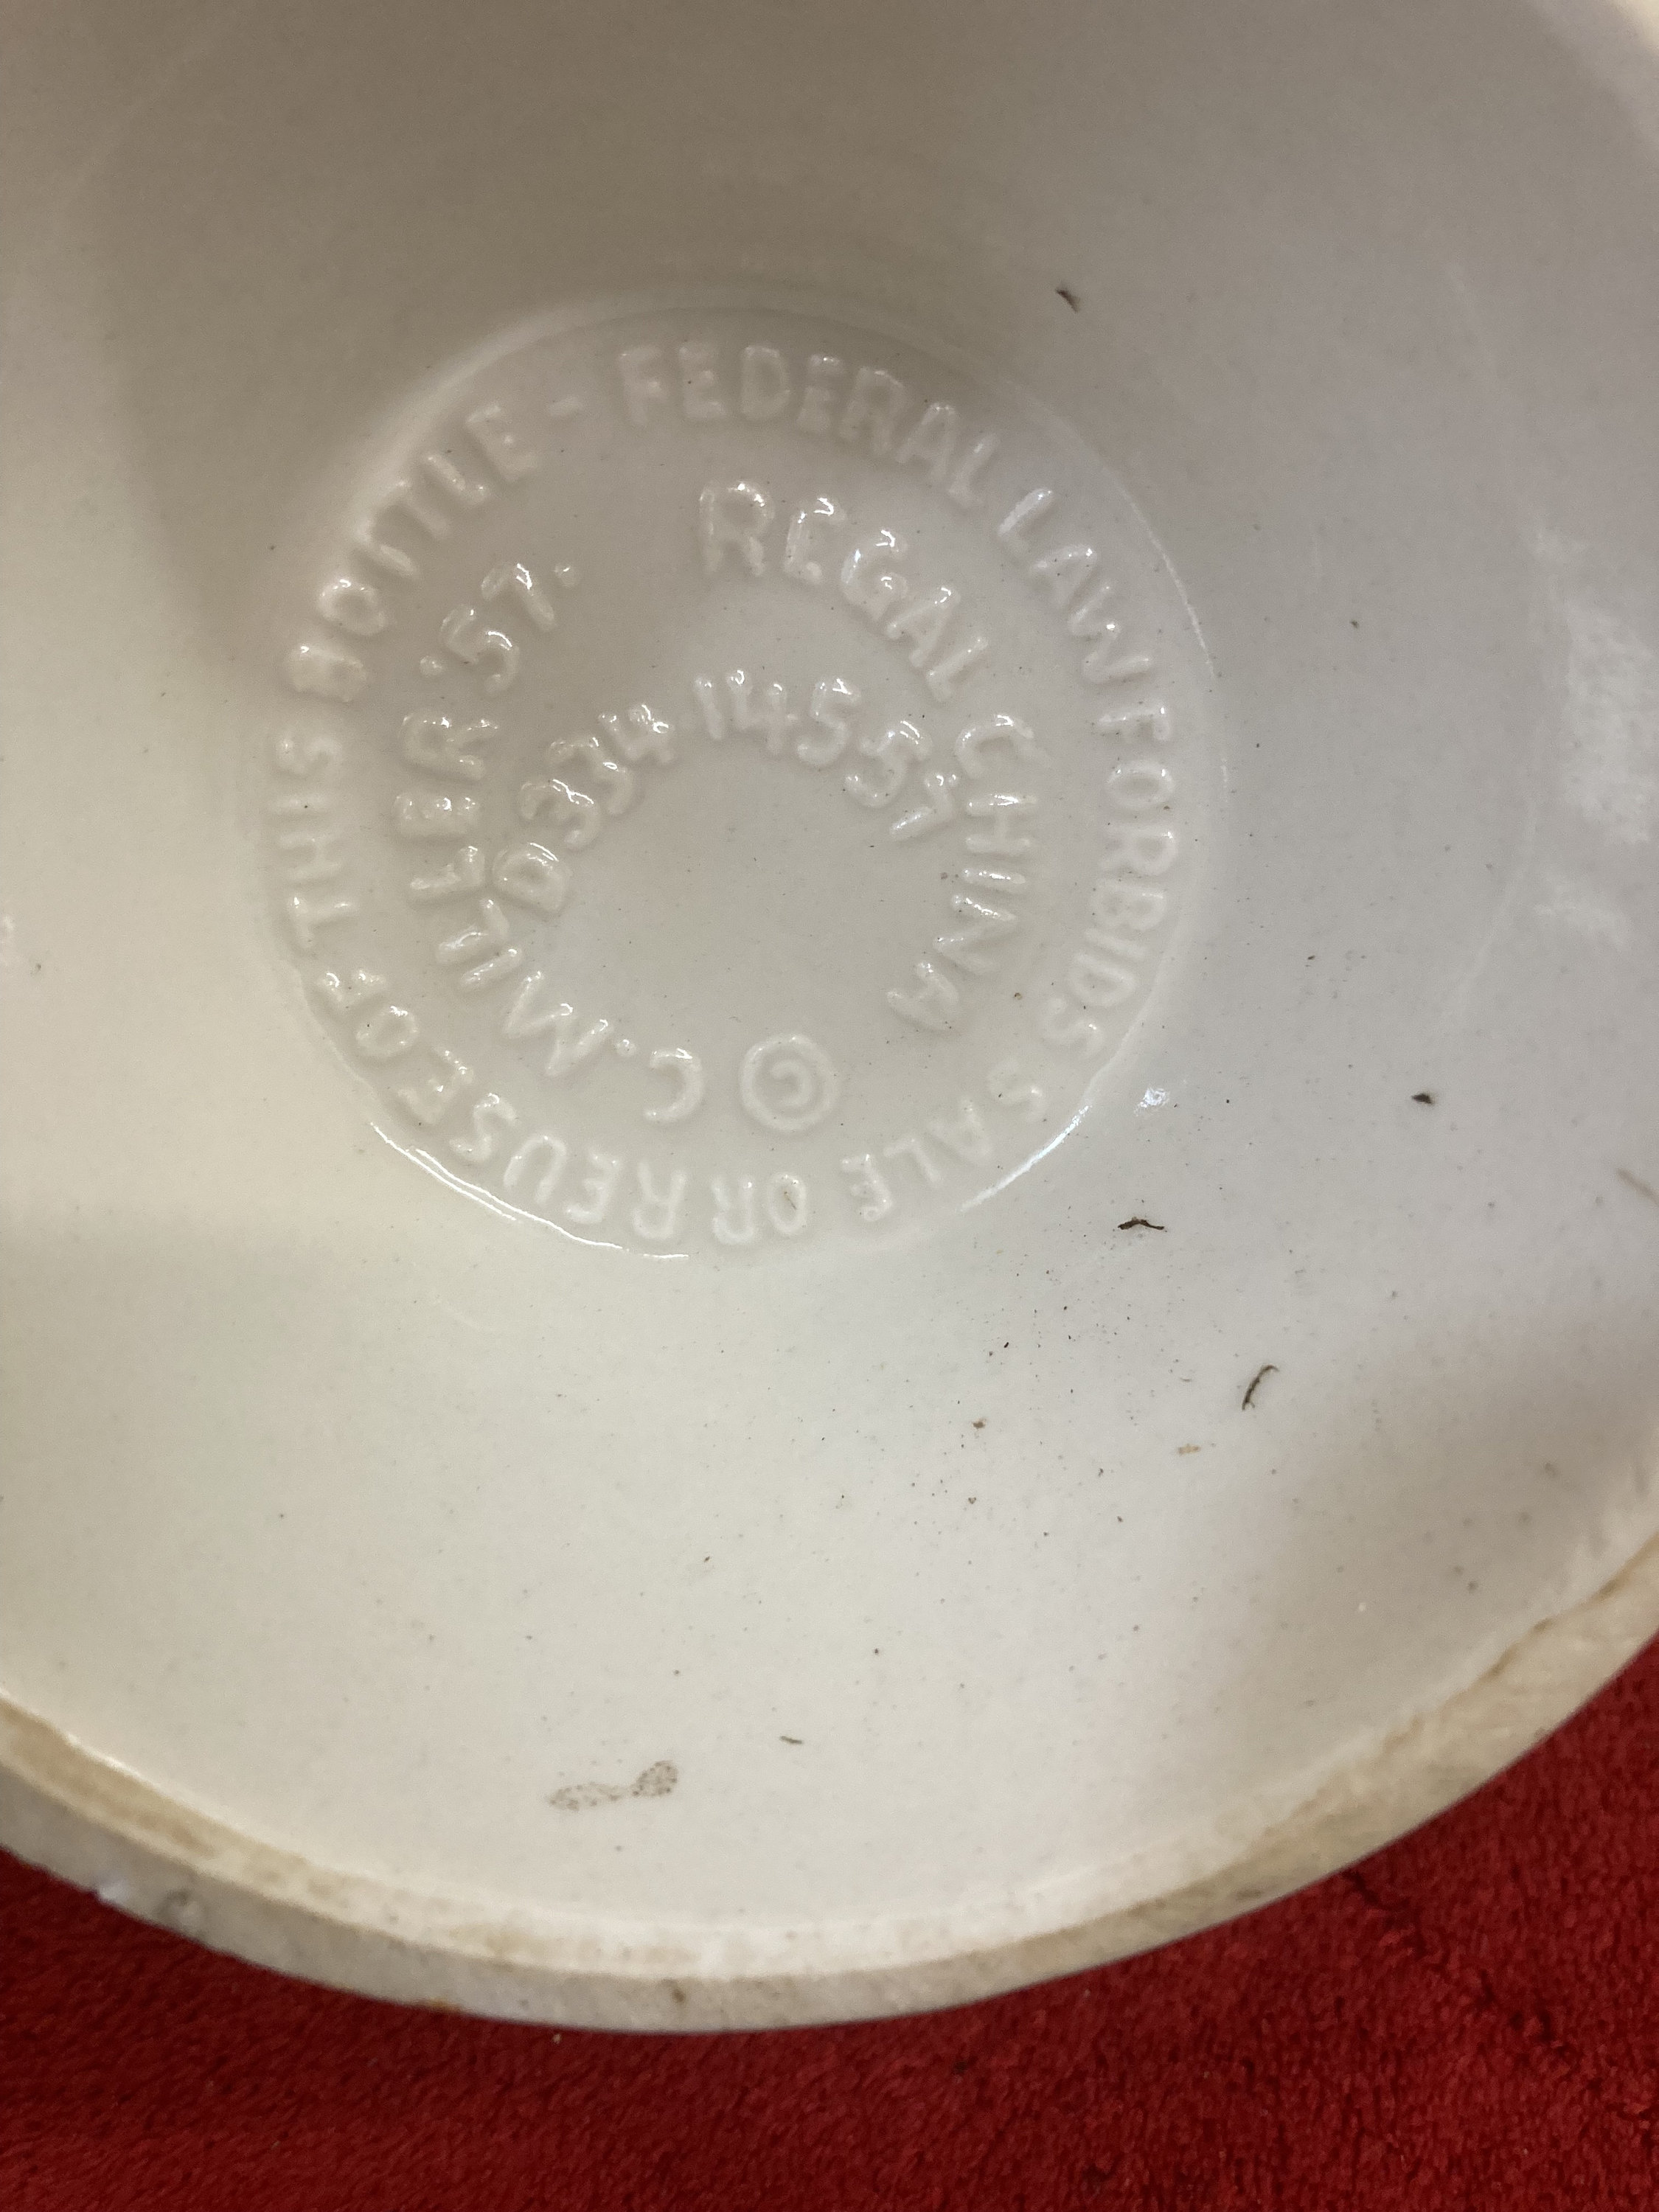 FEDERAL LAW FORBIDS SALE OR REUSE OF THIS BOTTLE -
REGAL CHINA © C. MILLER '57.
D334·14557